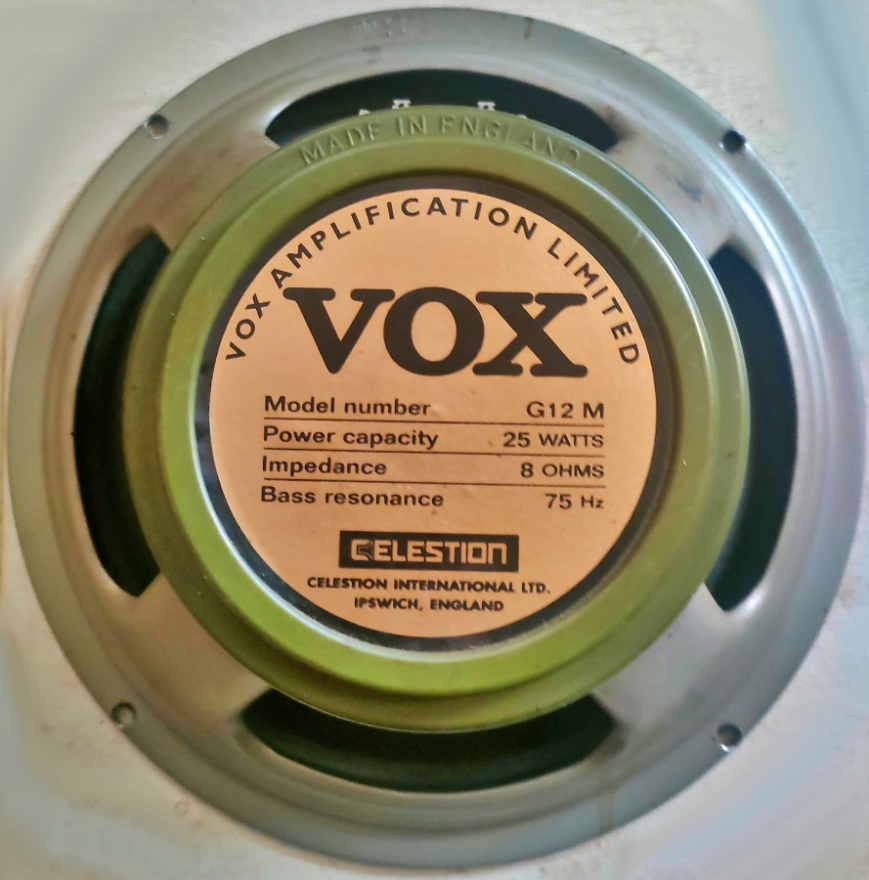 MADE IN ENGLAND
VOX AMPLIFICATION LIMITED
VOX
Model number G12 M
Power capacity 25 WATTS
Impedance 8 OHMS
Bass resonance 75 Hz
CELESTION
CELESTION INTERNATIONAL LTD.
IPSWICH, ENGLAND